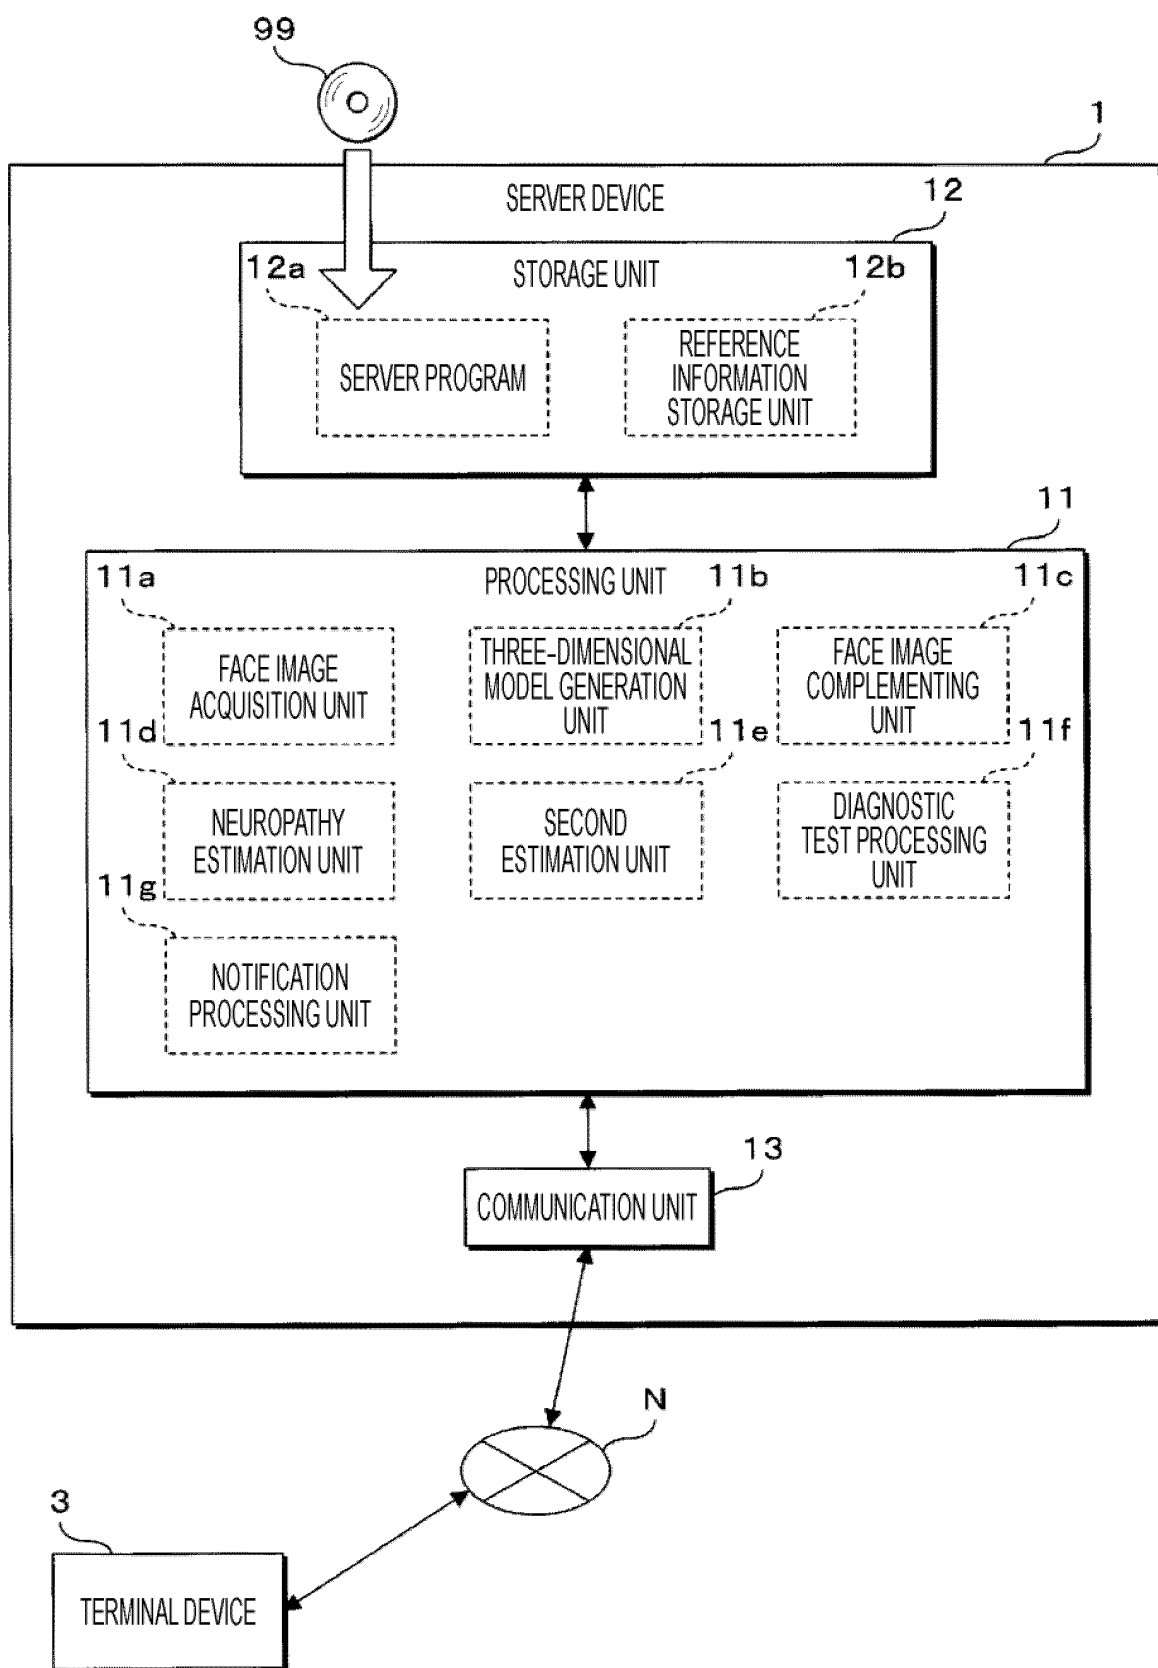 99
1
SERVER DEVICE
12
12a
STORAGE UNIT
12b
SERVER PROGRAM
REFERENCE
INFORMATION
STORAGE UNIT
11
11a
PROCESSING UNIT
11b
11c
FACE IMAGE
ACQUISITION UNIT
THREE-DIMENSIONAL
MODEL GENERATION
UNIT
FACE IMAGE
COMPLEMENTING
UNIT
11d
11e
11f
NEUROPATHY
ESTIMATION UNIT
SECOND
ESTIMATION UNIT
DIAGNOSTIC
TEST PROCESSING
UNIT
11g
NOTIFICATION
PROCESSING UNIT
13
COMMUNICATION UNIT
N
3
TERMINAL DEVICE